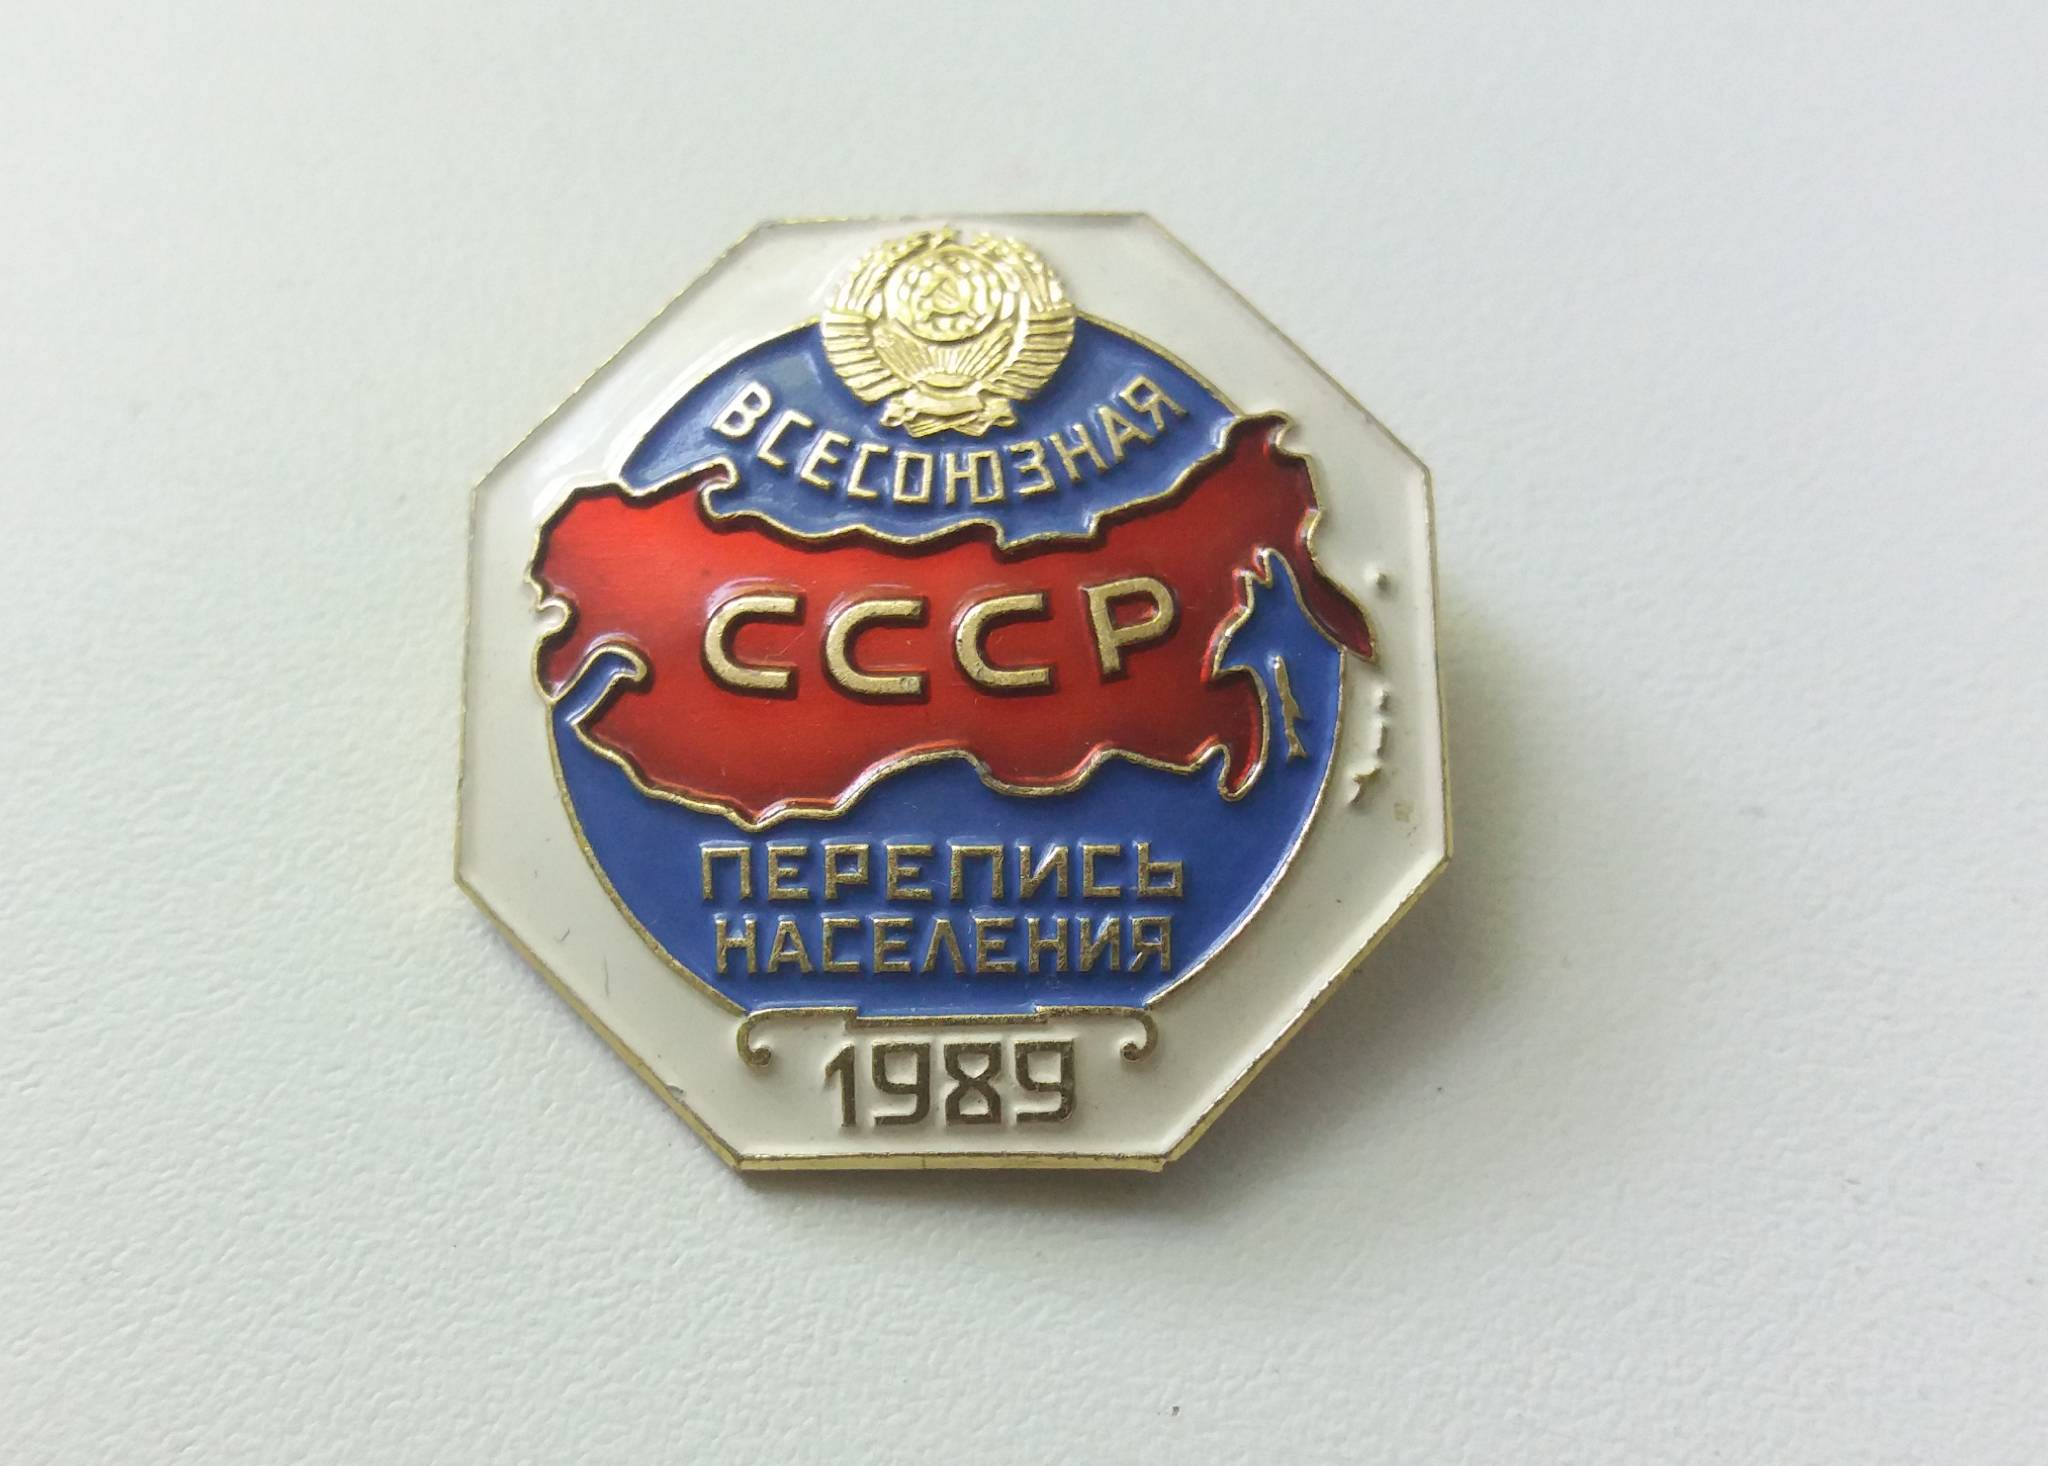 ВСЕСОЮЗНАЯ
СССР
ПЕРЕПИСЬ
НАСЕЛЕНИЯ
1989